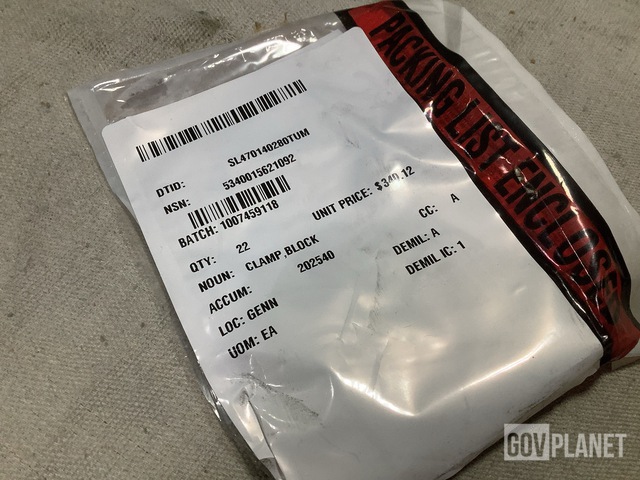 PACKING LIST ENCLOSED
DTID: SL470140280TUM
NSN: 5340015621092
BATCH: 1007459118
QTY: 22 UNIT PRICE: $340.12
NOUN: CLAMP,BLOCK CC: A
ACCUM: 202540 DEMIL: A
LOC: GENN DEMIL IC: 1
UOM: EA
GOVPLANET